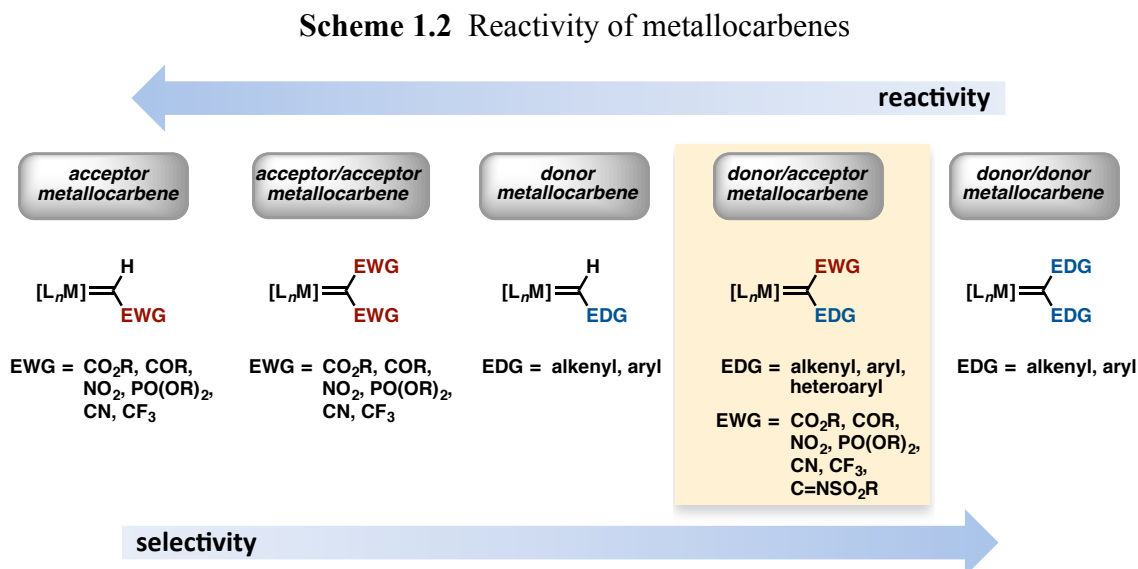 Scheme 1.2 Reactivity of metallocarbenes
reactivity
acceptor
metallocarbene
acceptor/acceptor
metallocarbene
donor
metallocarbene
donor/acceptor
metallocarbene
donor/donor
metallocarbene
H
[LnM]
EWG
EWG
[LnM]
EWG
H
[LnM]
EDG
EWG
[LnM]
EDG
EDG
[LnM]
EDG
EWG = CO2R, COR,
NO2, PO(OR)2,
CN, CF3
EWG = CO2R, COR,
NO2, PO(OR)2,
CN, CF3
EDG = alkenyl, aryl
EDG = alkenyl, aryl,
heteroaryl
EWG = CO2R, COR,
NO2, PO(OR)2,
CN, CF3,
C=NSO2R
EDG = alkenyl, aryl
selectivity